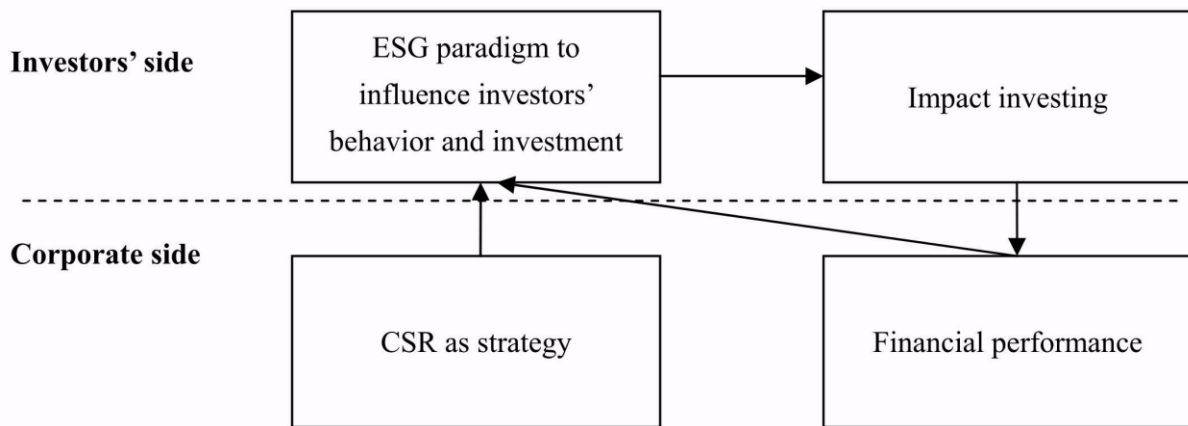 Investors’ side
ESG paradigm to
influence investors’
behavior and investment
Impact investing
Corporate side
CSR as strategy
Financial performance